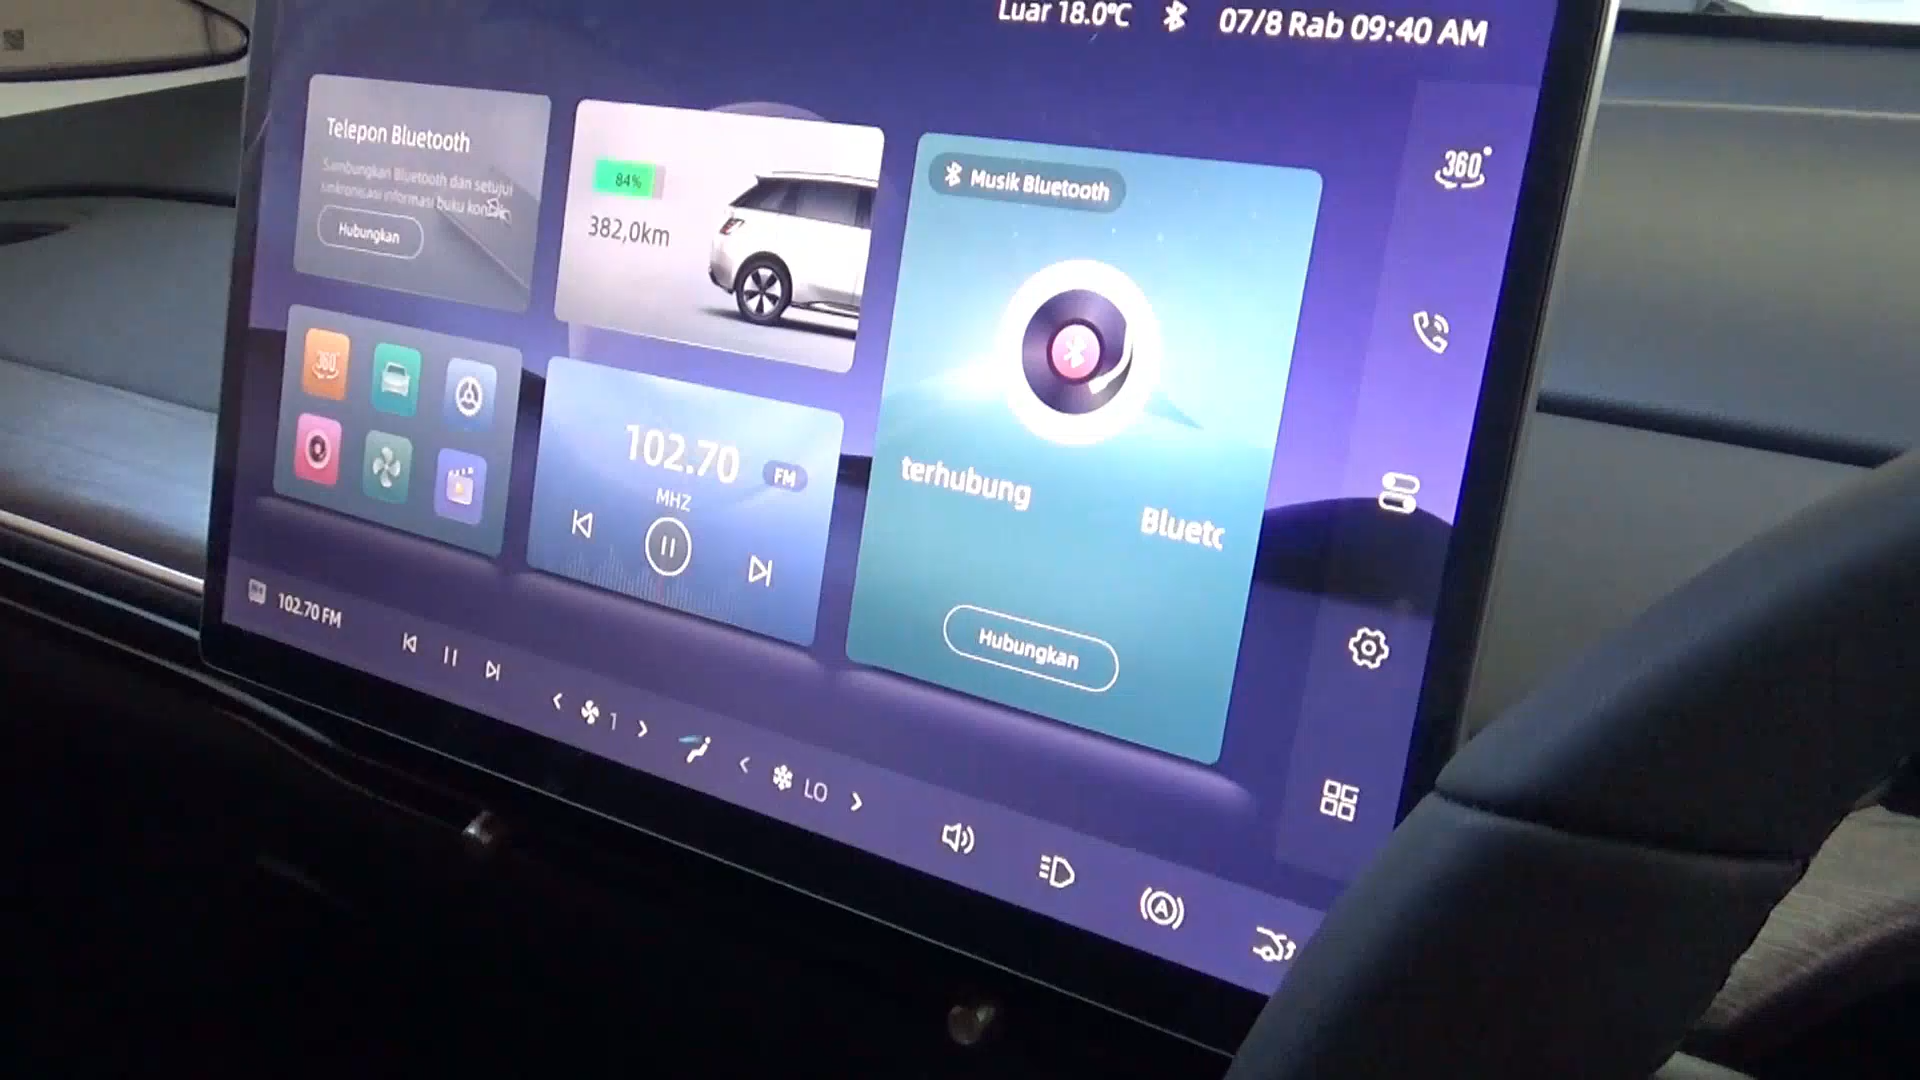 Luar 18.0°C 07/8 Rab 09:40 AM
Telepon Bluetooth
Sambungkan Bluetooth dan setujui
sinkronisasi informasi buku kontak
Hubungkan
84%
382,0km
Musik Bluetooth
360°
360°
102.70 FM
MHZ
terhubung Bluetc
Hubungkan
102.70 FM
1
LO
A